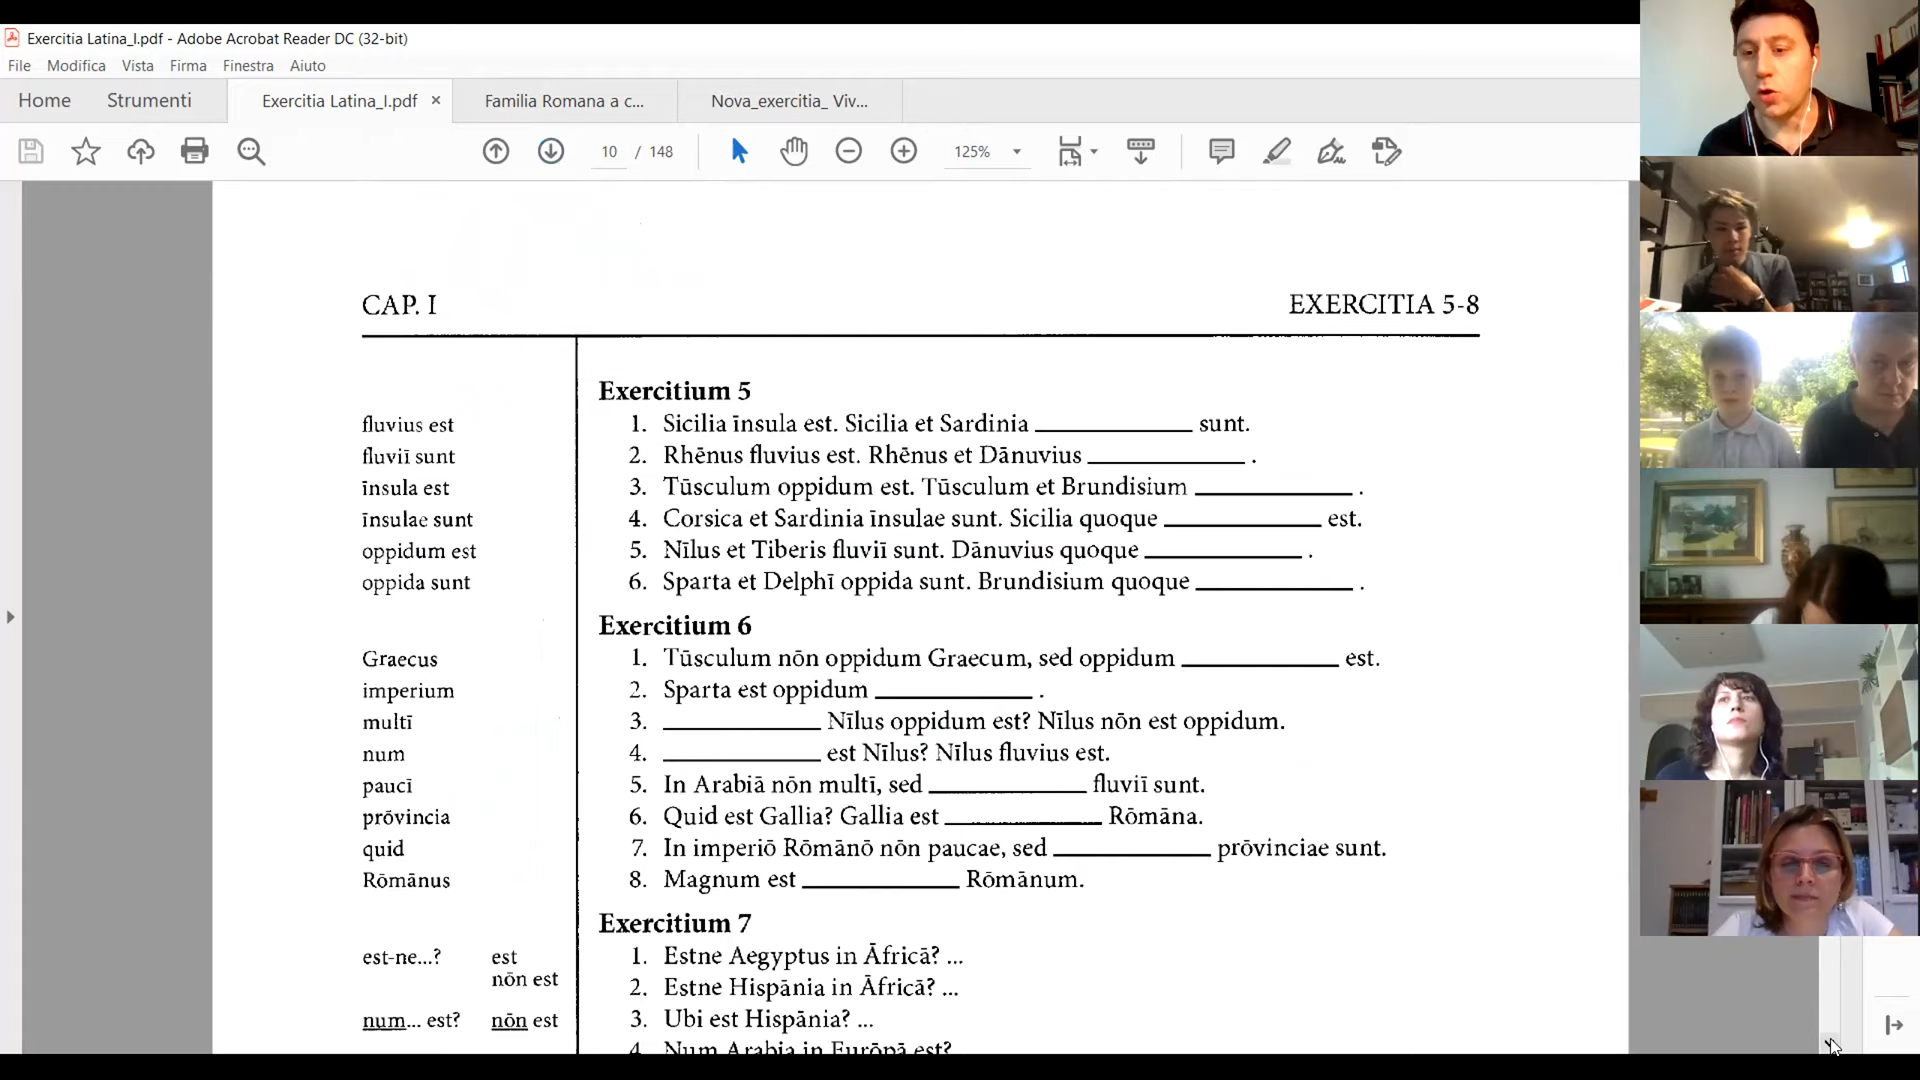 Exercitia Latina_I.pdf - Adobe Acrobat Reader DC (32-bit)
File Modifica Vista Firma Finestra Aiuto
Home Strumenti Exercitia Latina_I.pdf × Familia Romana a c... Nova_exercitia_ Viv...
10 / 148 125%
CAP. I EXERCITIA 5-8
fluvius est
fluviī sunt
īnsula est
īnsulae sunt
oppidum est
oppida sunt
Exercitium 5
1. Sicilia īnsula est. Sicilia et Sardinia ____________ sunt.
2. Rhēnus fluvius est. Rhēnus et Dānuvius ____________ .
3. Tūsculum oppidum est. Tūsculum et Brundisium ____________ .
4. Corsica et Sardinia īnsulae sunt. Sicilia quoque ____________ est.
5. Nīlus et Tiberis fluviī sunt. Dānuvius quoque ____________ .
6. Sparta et Delphī oppida sunt. Brundisium quoque ____________ .
Graecus
imperium
multī
num
paucī
prōvincia
quid
Rōmānus
Exercitium 6
1. Tūsculum nōn oppidum Graecum, sed oppidum ____________ est.
2. Sparta est oppidum ____________ .
3. ____________ Nīlus oppidum est? Nīlus nōn est oppidum.
4. ____________ est Nīlus? Nīlus fluvius est.
5. In Arabiā nōn multī, sed ____________ fluviī sunt.
6. Quid est Gallia? Gallia est ____________ Rōmāna.
7. In imperiō Rōmānō nōn paucae, sed ____________ prōvinciae sunt.
8. Magnum est ____________ Rōmānum.
est-ne...? est
nōn est
num... est? nōn est
Exercitium 7
1. Estne Aegyptus in Āfricā? ...
2. Estne Hispānia in Āfricā? ...
3. Ubi est Hispānia? ...
4. Num Arabia in Eurōpā est?